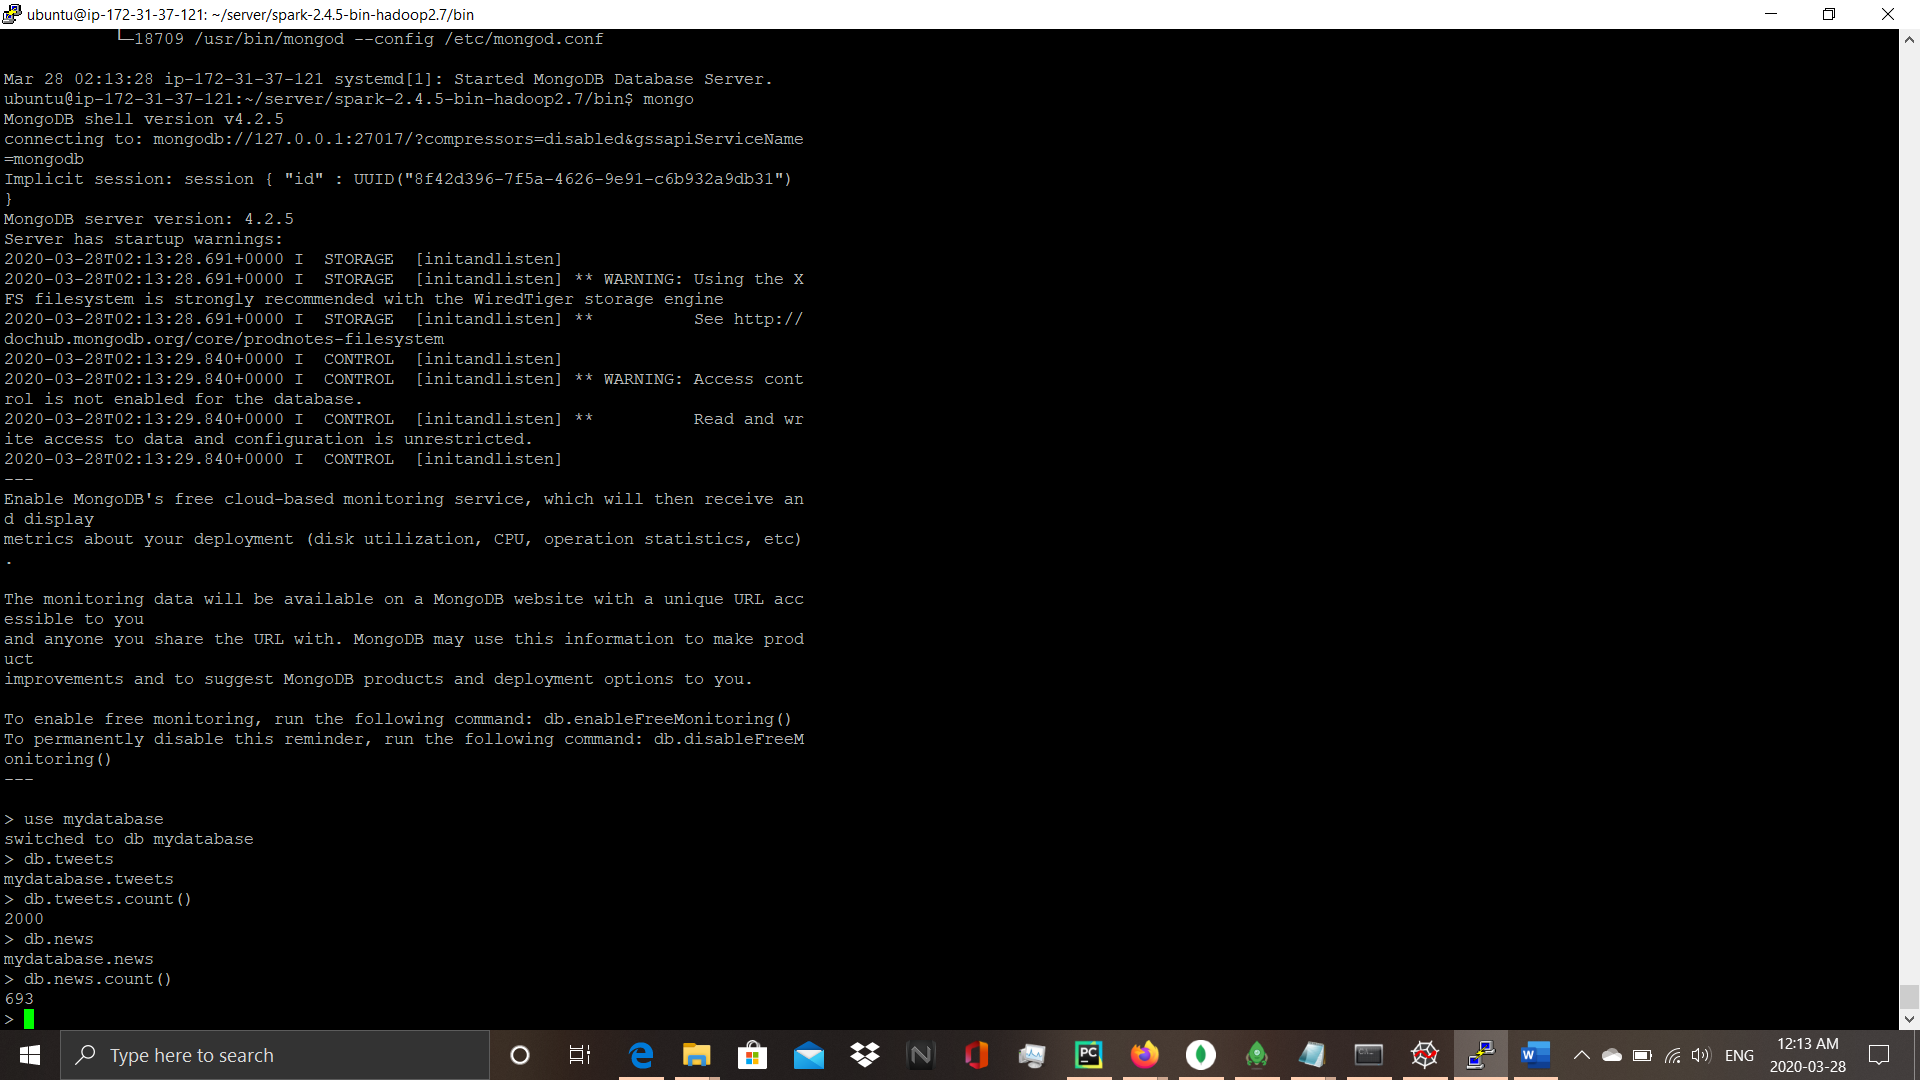 ubuntu@ip-172-31-37-121: ~/server/spark-2.4.5-bin-hadoop2.7/bin
└─18709 /usr/bin/mongod --config /etc/mongod.conf
Mar 28 02:13:28 ip-172-31-37-121 systemd[1]: Started MongoDB Database Server.
ubuntu@ip-172-31-37-121:~/server/spark-2.4.5-bin-hadoop2.7/bin$ mongo
MongoDB shell version v4.2.5
connecting to: mongodb://127.0.0.1:27017/?compressors=disabled&gssapiServiceName
=mongodb
Implicit session: session { "id" : UUID("8f42d396-7f5a-4626-9e91-c6b932a9db31")
}
MongoDB server version: 4.2.5
Server has startup warnings:
2020-03-28T02:13:28.691+0000 I  STORAGE  [initandlisten]
2020-03-28T02:13:28.691+0000 I  STORAGE  [initandlisten] ** WARNING: Using the X
FS filesystem is strongly recommended with the WiredTiger storage engine
2020-03-28T02:13:28.691+0000 I  STORAGE  [initandlisten] **          See http://
dochub.mongodb.org/core/prodnotes-filesystem
2020-03-28T02:13:29.840+0000 I  CONTROL  [initandlisten]
2020-03-28T02:13:29.840+0000 I  CONTROL  [initandlisten] ** WARNING: Access cont
rol is not enabled for the database.
2020-03-28T02:13:29.840+0000 I  CONTROL  [initandlisten] **          Read and wr
ite access to data and configuration is unrestricted.
2020-03-28T02:13:29.840+0000 I  CONTROL  [initandlisten]
---
Enable MongoDB's free cloud-based monitoring service, which will then receive an
d display
metrics about your deployment (disk utilization, CPU, operation statistics, etc)
.
The monitoring data will be available on a MongoDB website with a unique URL acc
essible to you
and anyone you share the URL with. MongoDB may use this information to make prod
uct
improvements and to suggest MongoDB products and deployment options to you.
To enable free monitoring, run the following command: db.enableFreeMonitoring()
To permanently disable this reminder, run the following command: db.disableFreeM
onitoring()
---
> use mydatabase
switched to db mydatabase
> db.tweets
mydatabase.tweets
> db.tweets.count()
2000
> db.news
mydatabase.news
> db.news.count()
693
>
Type here to search
ENG
12:13 AM
2020-03-28